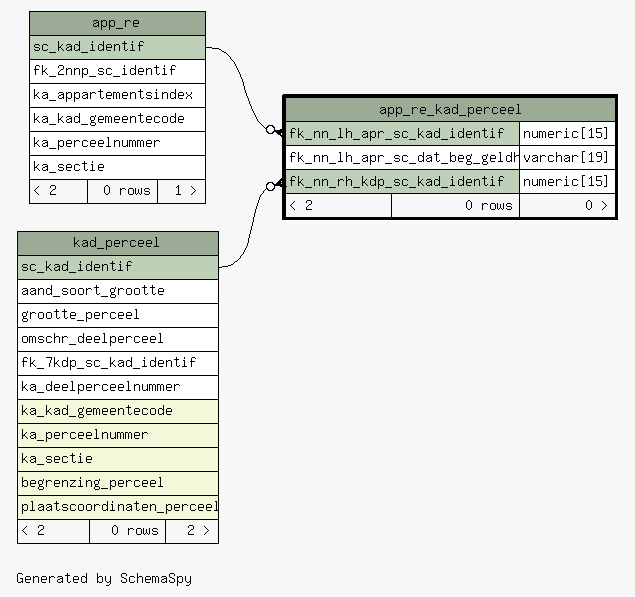 app_re
sc_kad_identif
fk_2nnp_sc_identif
ka_appartementsindex
ka_kad_gemeentecode
ka_perceelnummer
ka_sectie
< 2 0 rows 1 >
app_re_kad_perceel
fk_nn_lh_apr_sc_kad_identif numeric[15]
fk_nn_lh_apr_sc_dat_beg_geldh varchar[19]
fk_nn_rh_kdp_sc_kad_identif numeric[15]
< 2 0 rows 0 >
kad_perceel
sc_kad_identif
aand_soort_grootte
grootte_perceel
omschr_deelperceel
fk_7kdp_sc_kad_identif
ka_deelperceelnummer
ka_kad_gemeentecode
ka_perceelnummer
ka_sectie
begrenzing_perceel
plaatscoordinaten_perceel
< 2 0 rows 2 >
Generated by SchemaSpy